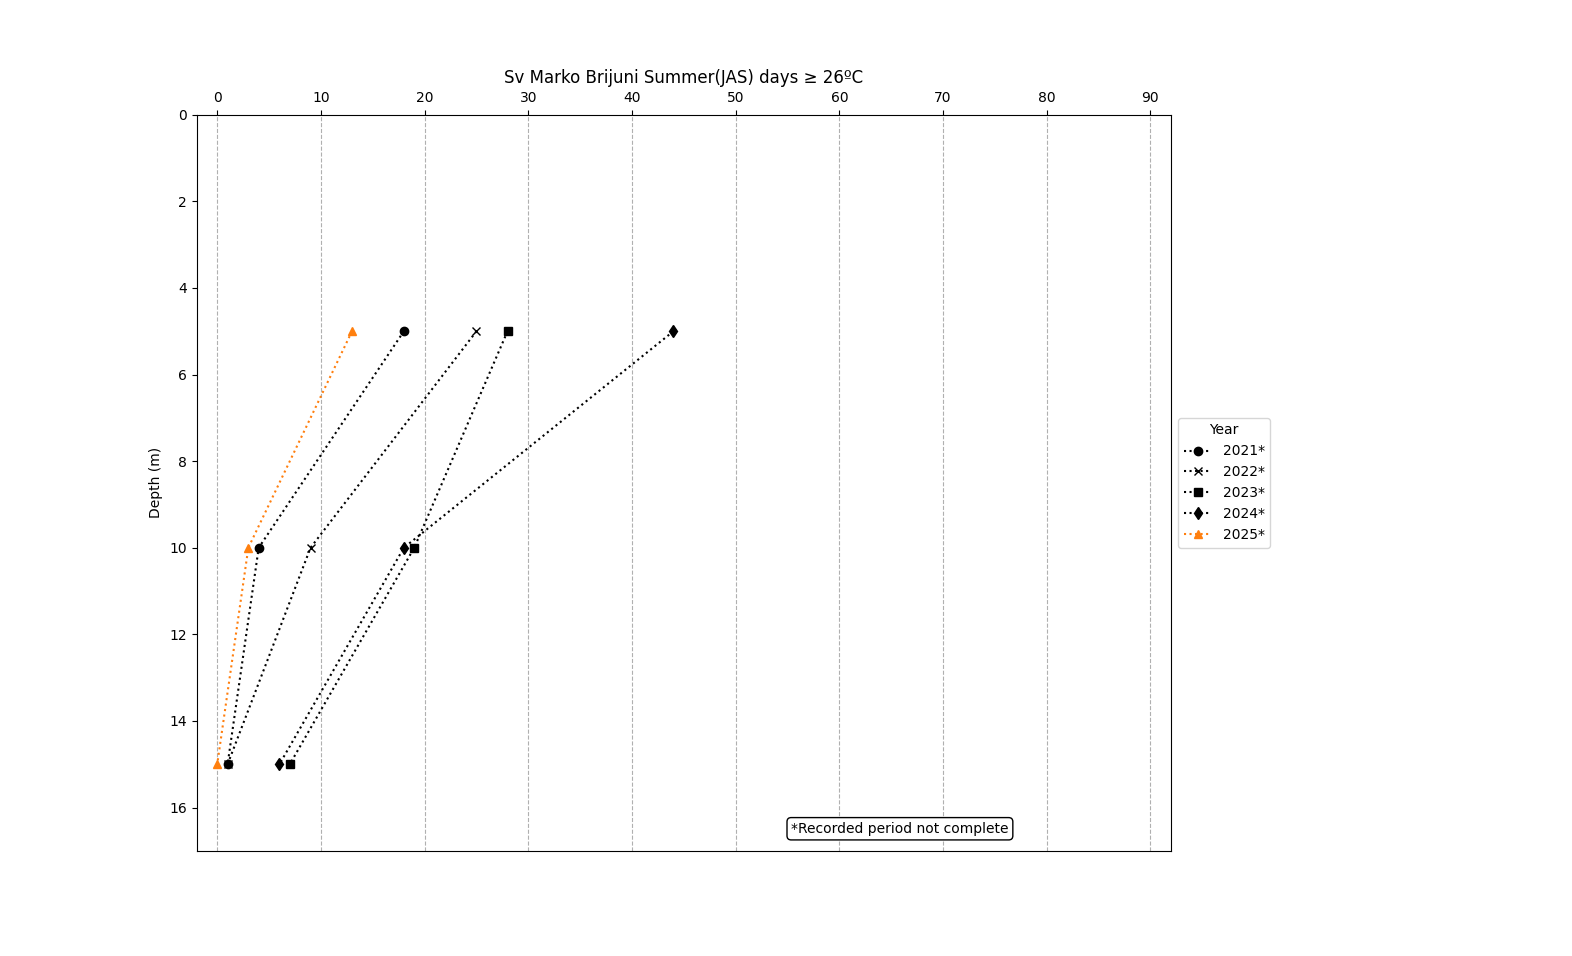 Sv Marko Brijuni Summer(JAS) days ≥ 26ºC
0 10 20 30 40 50 60 70 80 90
0
2
4
6
8
10
12
14
16
Depth (m)
Year
2021*
2022*
2023*
2024*
2025*
*Recorded period not complete